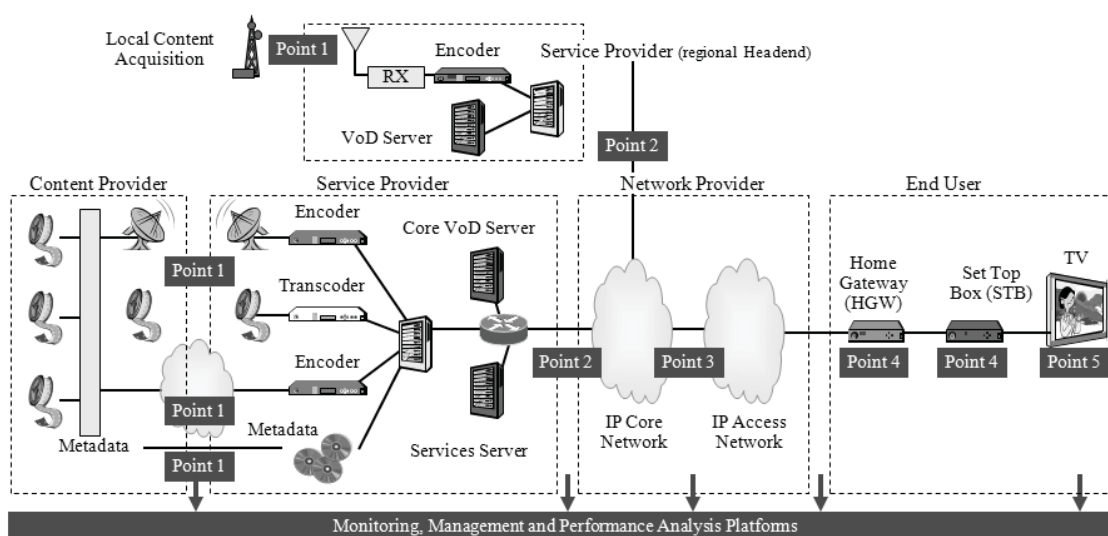 Local Content
Acquisition
Point 1
Encoder
RX
VoD Server
Service Provider (regional Headend)
Point 2
Content Provider
Service Provider
Network Provider
End User
Encoder
Core VoD Server
Point 1
Transcoder
Home
Gateway
(HGW)
Set Top
Box (STB)
TV
Encoder
Point 2
Point 3
Point 4
Point 4
Point 5
Point 1
IP Core
Network
IP Access
Network
Metadata
Metadata
Services Server
Point 1
Monitoring, Management and Performance Analysis Platforms